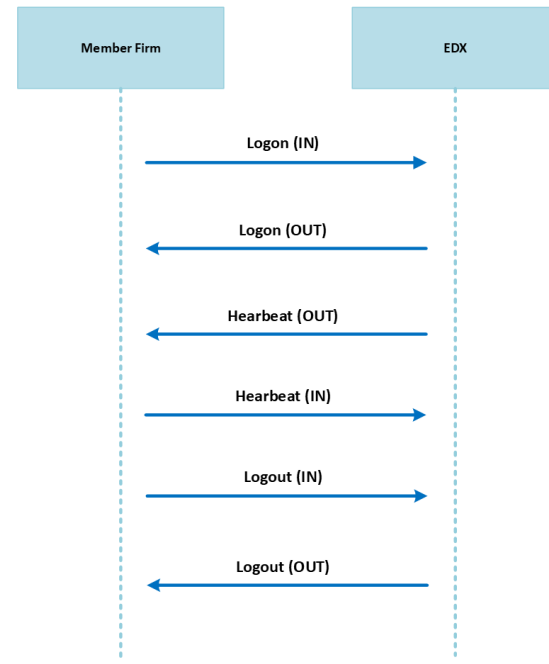 Member Firm
EDX
Logon (IN)
Logon (OUT)
Hearbeat (OUT)
Hearbeat (IN)
Logout (IN)
Logout (OUT)